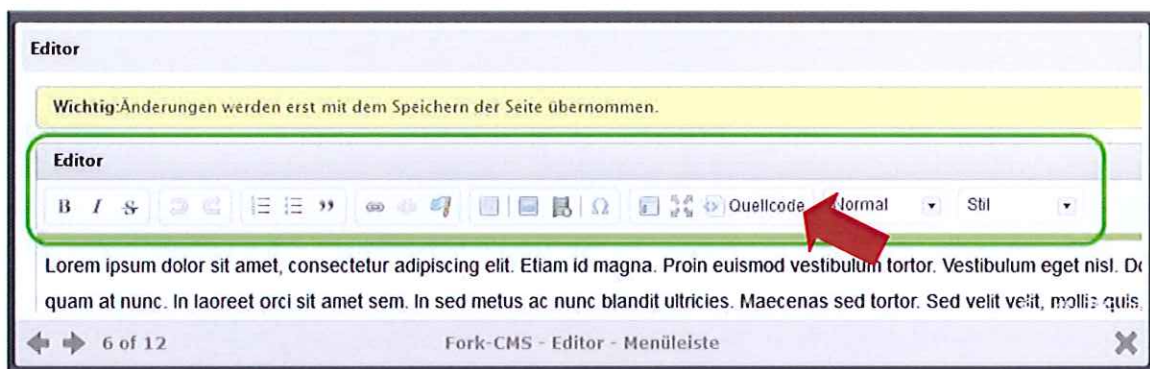 Editor
Wichtig:Änderungen werden erst mit dem Speichern der Seite übernommen.
Editor
B I S Ω Quellcode Normal Stil
Lorem ipsum dolor sit amet, consectetur adipiscing elit. Etiam id magna. Proin euismod vestibulum tortor. Vestibulum eget nisl.
quam at nunc. In laoreet orci sit amet sem. In sed metus ac nunc blandit ultricies. Maecenas sed tortor. Sed velit velit, mollis quis,
6 of 12 Fork-CMS - Editor - Menüleiste